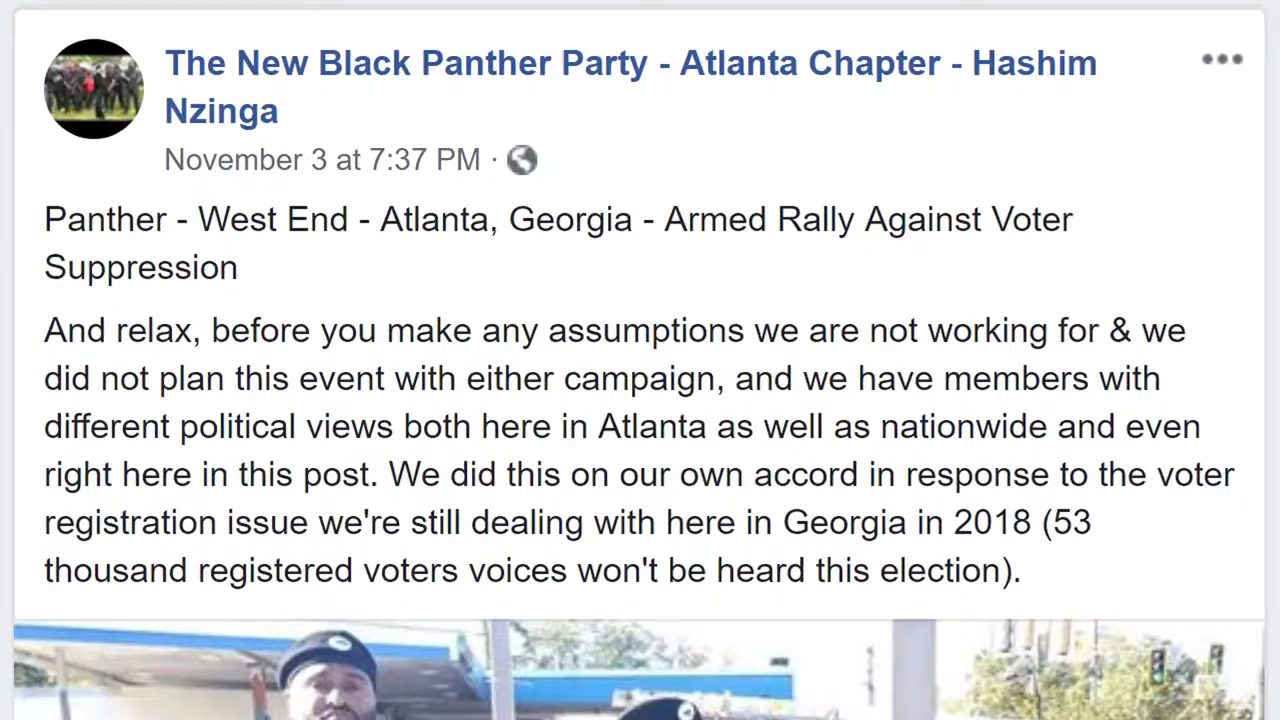 The New Black Panther Party - Atlanta Chapter - Hashim
Nzinga
November 3 at 7:37 PM ·
Panther - West End - Atlanta, Georgia - Armed Rally Against Voter
Suppression
And relax, before you make any assumptions we are not working for & we
did not plan this event with either campaign, and we have members with
different political views both here in Atlanta as well as nationwide and even
right here in this post. We did this on our own accord in response to the voter
registration issue we're still dealing with here in Georgia in 2018 (53
thousand registered voters voices won't be heard this election).